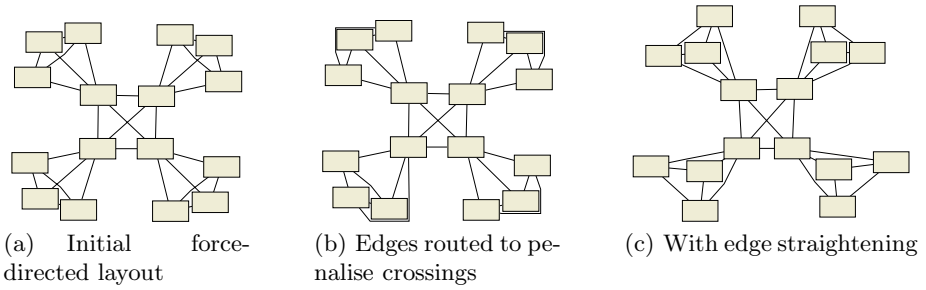 (a) Initial force-
directed layout
(b) Edges routed to pe-
nalise crossings
(c) With edge straightening